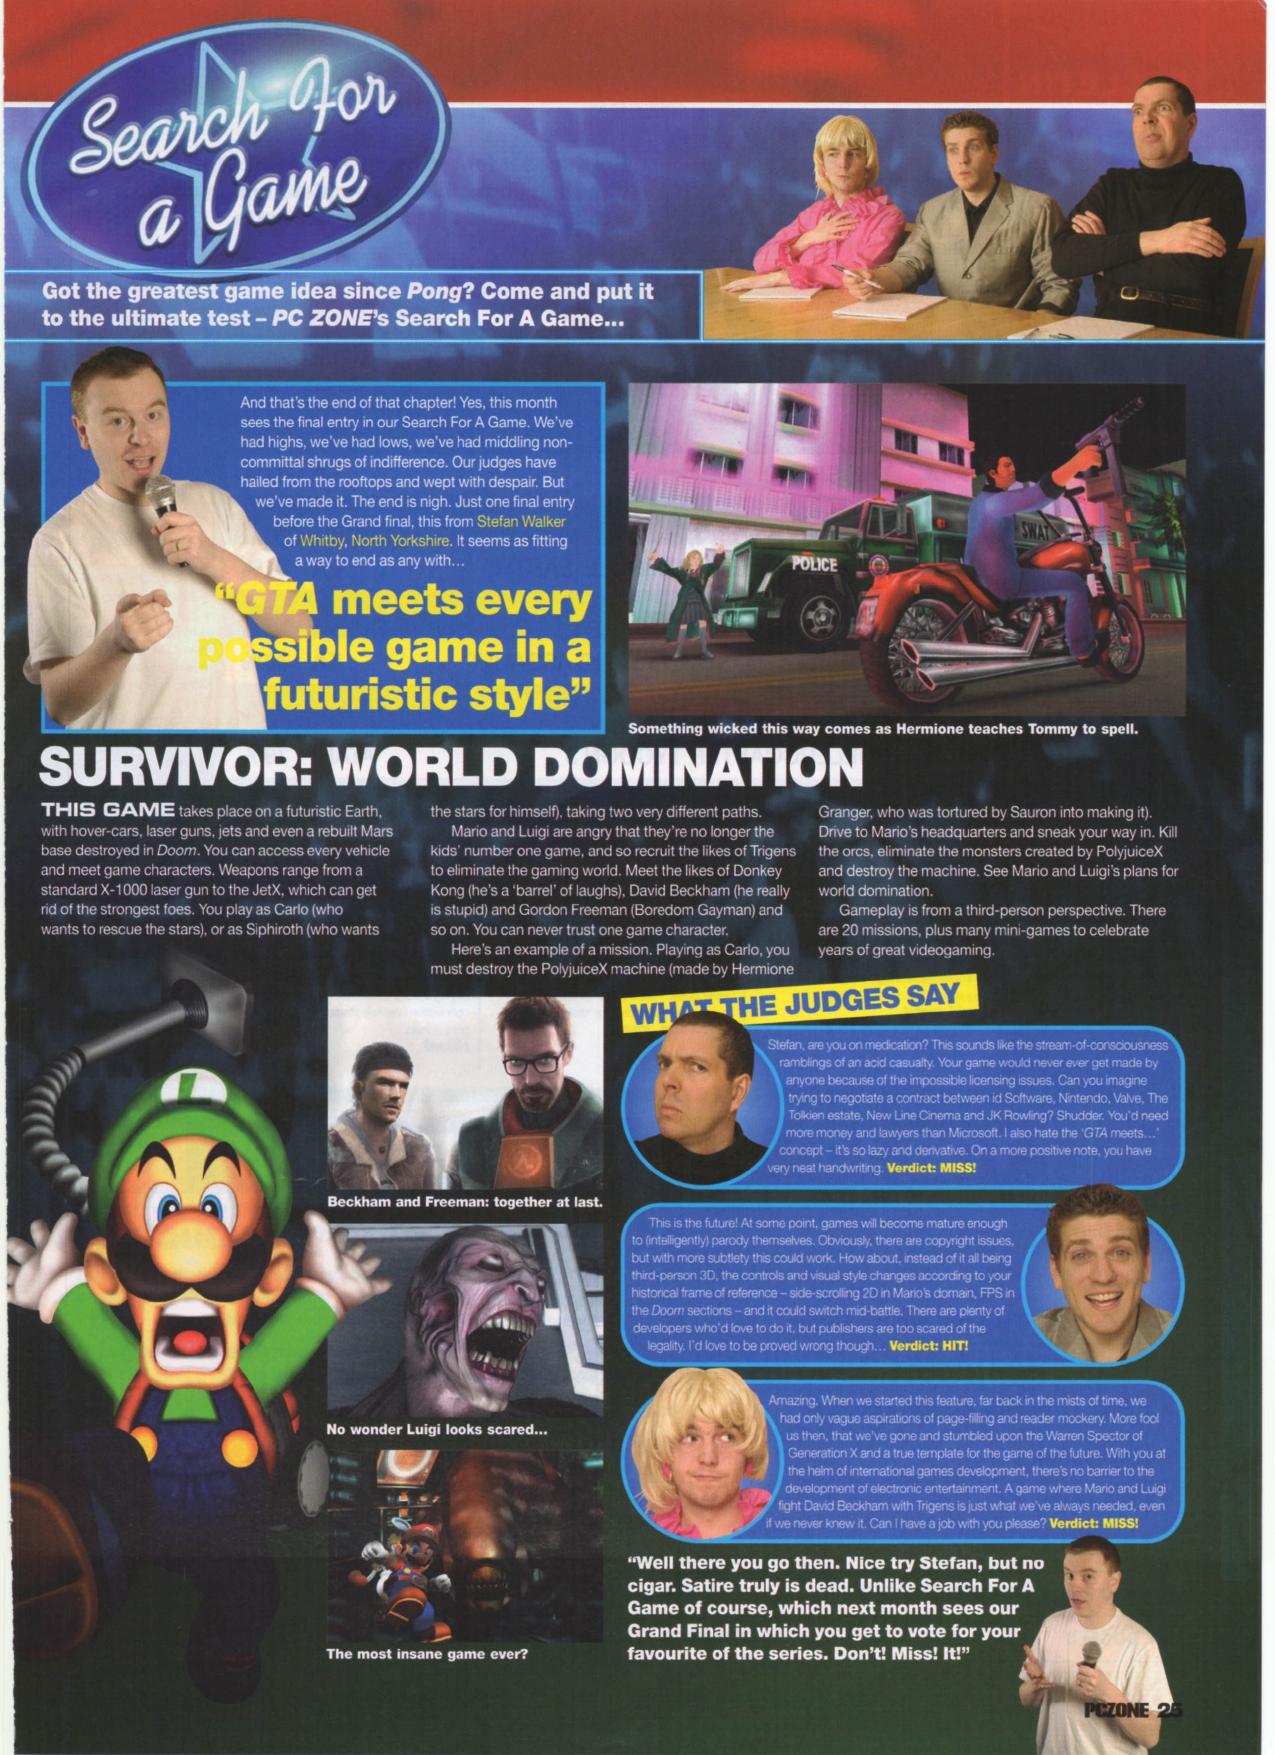 Search For
a Game
Got the greatest game idea since Pong? Come and put it
to the ultimate test – PC ZONE's Search For A Game...
And that's the end of that chapter! Yes, this month
sees the final entry in our Search For A Game. We've
had highs, we've had lows, we've had middling non-
committal shrugs of indifference. Our judges have
hailed from the rooftops and wept with despair. But
we've made it. The end is nigh. Just one final entry
before the Grand final, this from Stefan Walker
of Whitby, North Yorkshire. It seems as fitting
a way to end as any with...
"GTA meets every
possible game in a
futuristic style"
POLICE
SWAT
Something wicked this way comes as Hermione teaches Tommy to spell.
SURVIVOR: WORLD DOMINATION
THIS GAME takes place on a futuristic Earth,
with hover-cars, laser guns, jets and even a rebuilt Mars
base destroyed in Doom. You can access every vehicle
and meet game characters. Weapons range from a
standard X-1000 laser gun to the JetX, which can get
rid of the strongest foes. You play as Carlo (who
wants to rescue the stars), or as Siphiroth (who wants
the stars for himself), taking two very different paths.
Mario and Luigi are angry that they're no longer the
kids' number one game, and so recruit the likes of Trigens
to eliminate the gaming world. Meet the likes of Donkey
Kong (he's a 'barrel' of laughs), David Beckham (he really
is stupid) and Gordon Freeman (Boredom Gayman) and
so on. You can never trust one game character.
Here's an example of a mission. Playing as Carlo, you
must destroy the PolyjuiceX machine (made by Hermione
Granger, who was tortured by Sauron into making it).
Drive to Mario's headquarters and sneak your way in. Kill
the orcs, eliminate the monsters created by PolyjuiceX
and destroy the machine. See Mario and Luigi's plans for
world domination.
Gameplay is from a third-person perspective. There
are 20 missions, plus many mini-games to celebrate
years of great videogaming.
L
Beckham and Freeman: together at last.
No wonder Luigi looks scared...
The most insane game ever?
WHAT THE JUDGES SAY
Stefan, are you on medication? This sounds like the stream-of-consciousness
ramblings of an acid casualty. Your game would never ever get made by
anyone because of the impossible licensing issues. Can you imagine
trying to negotiate a contract between id Software, Nintendo, Valve, The
Tolkien estate, New Line Cinema and JK Rowling? Shudder. You'd need
more money and lawyers than Microsoft. I also hate the 'GTA meets...'
concept – it's so lazy and derivative. On a more positive note, you have
very neat handwriting. Verdict: MISS!
This is the future! At some point, games will become mature enough
to (intelligently) parody themselves. Obviously, there are copyright issues,
but with more subtlety this could work. How about, instead of it all being
third-person 3D, the controls and visual style changes according to your
historical frame of reference – side-scrolling 2D in Mario's domain, FPS in
the Doom sections – and it could switch mid-battle. There are plenty of
developers who'd love to do it, but publishers are too scared of the
legality. I'd love to be proved wrong though... Verdict: HIT!
Amazing. When we started this feature, far back in the mists of time, we
had only vague aspirations of page-filling and reader mockery. More fool
us then, that we've gone and stumbled upon the Warren Spector of
Generation X and a true template for the game of the future. With you at
the helm of international games development, there's no barrier to the
development of electronic entertainment. A game where Mario and Luigi
fight David Beckham with Trigens is just what we've always needed, even
if we never knew it. Can I have a job with you please? Verdict: MISS!
"Well there you go then. Nice try Stefan, but no
cigar. Satire truly is dead. Unlike Search For A
Game of course, which next month sees our
Grand Final in which you get to vote for your
favourite of the series. Don't! Miss! It!"
PCZONE 25